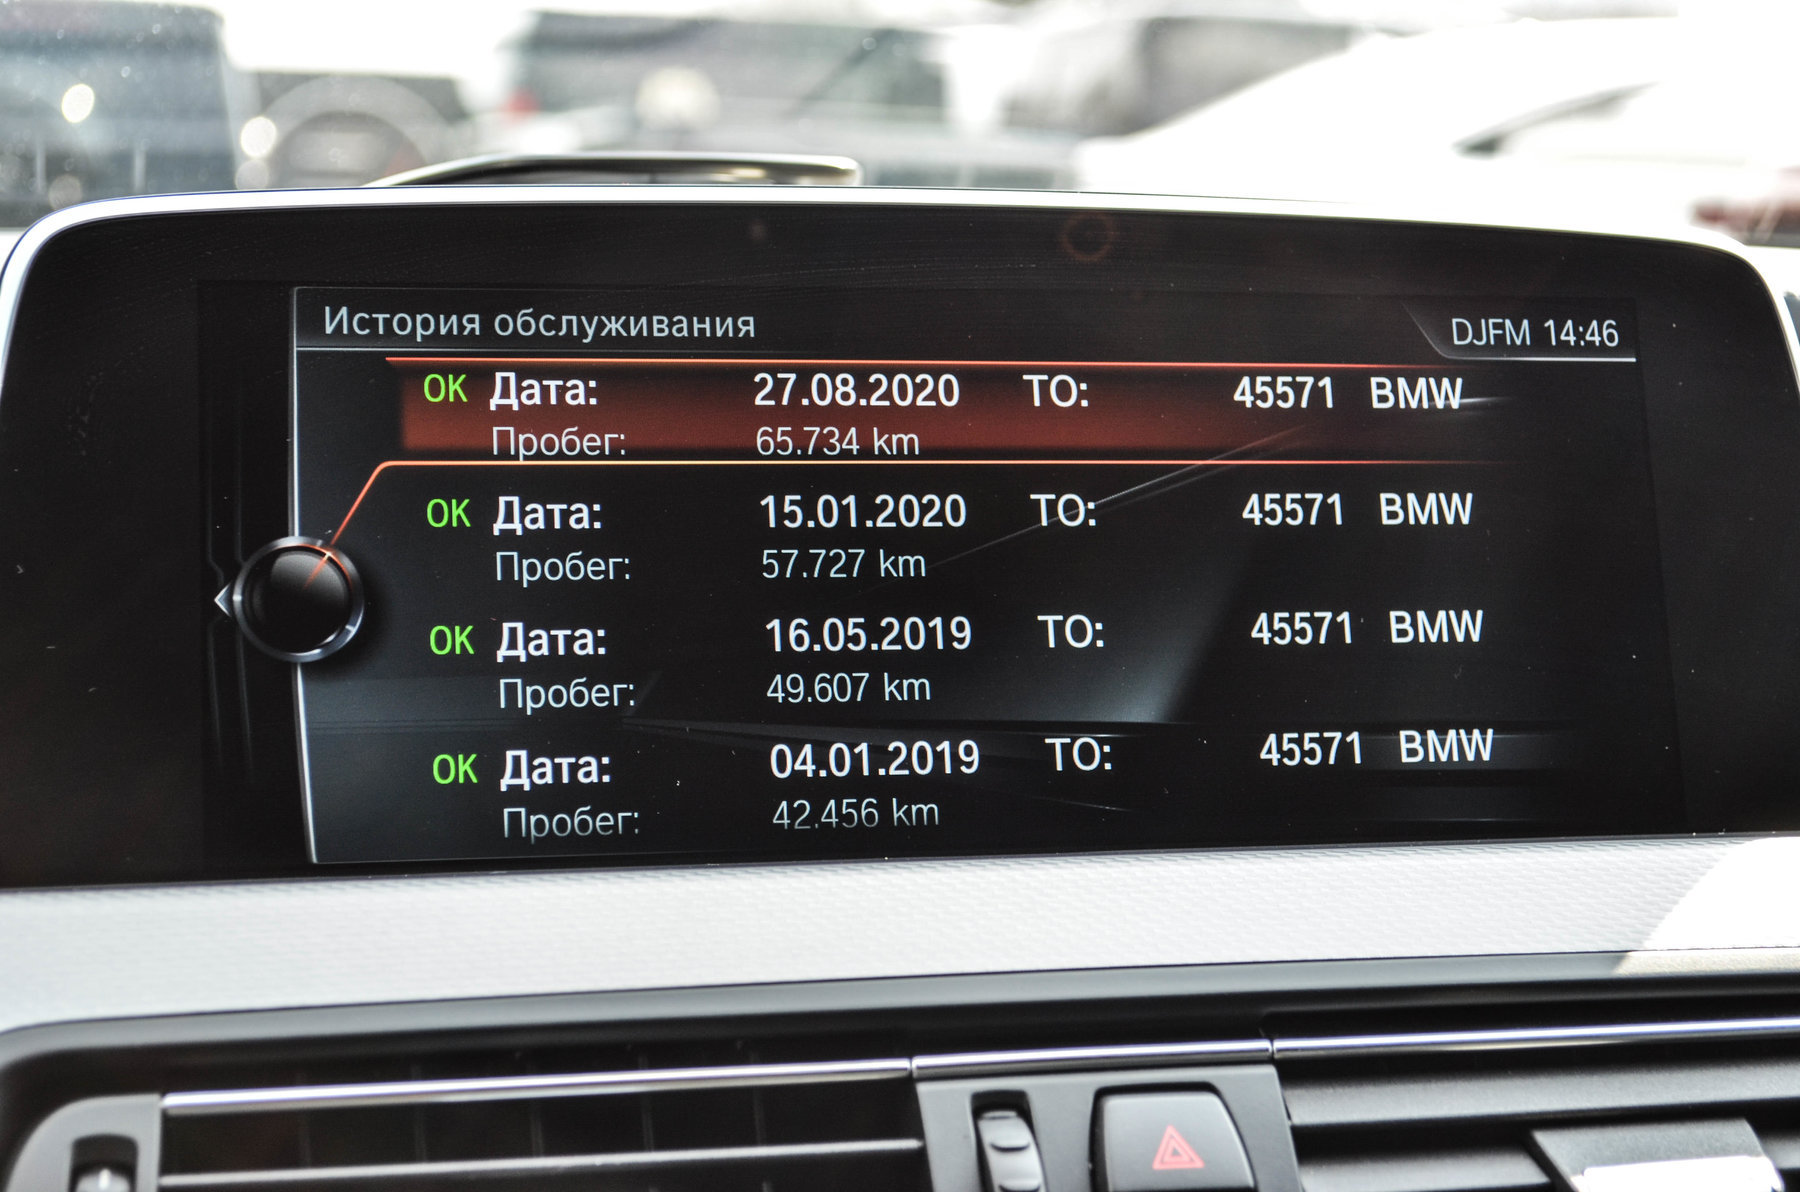 История обслуживания DJFM 14:46
OK Дата: 27.08.2020 ТО: 45571 BMW
Пробег: 65.734 km
OK Дата: 15.01.2020 ТО: 45571 BMW
Пробег: 57.727 km
OK Дата: 16.05.2019 ТО: 45571 BMW
Пробег: 49.607 km
OK Дата: 04.01.2019 ТО: 45571 BMW
Пробег: 42.456 km